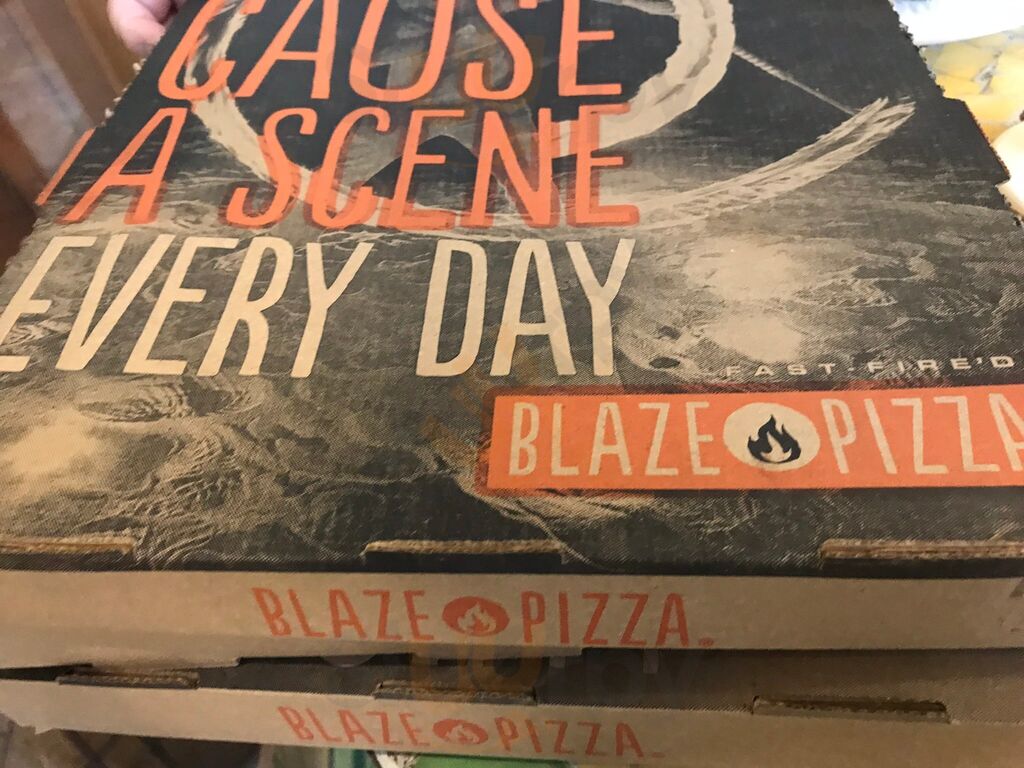 CAUSE
A SCENE
EVERY DAY
FAST-FIRE'D
BLAZE PIZZA
BLAZE PIZZA
BLAZE PIZZA